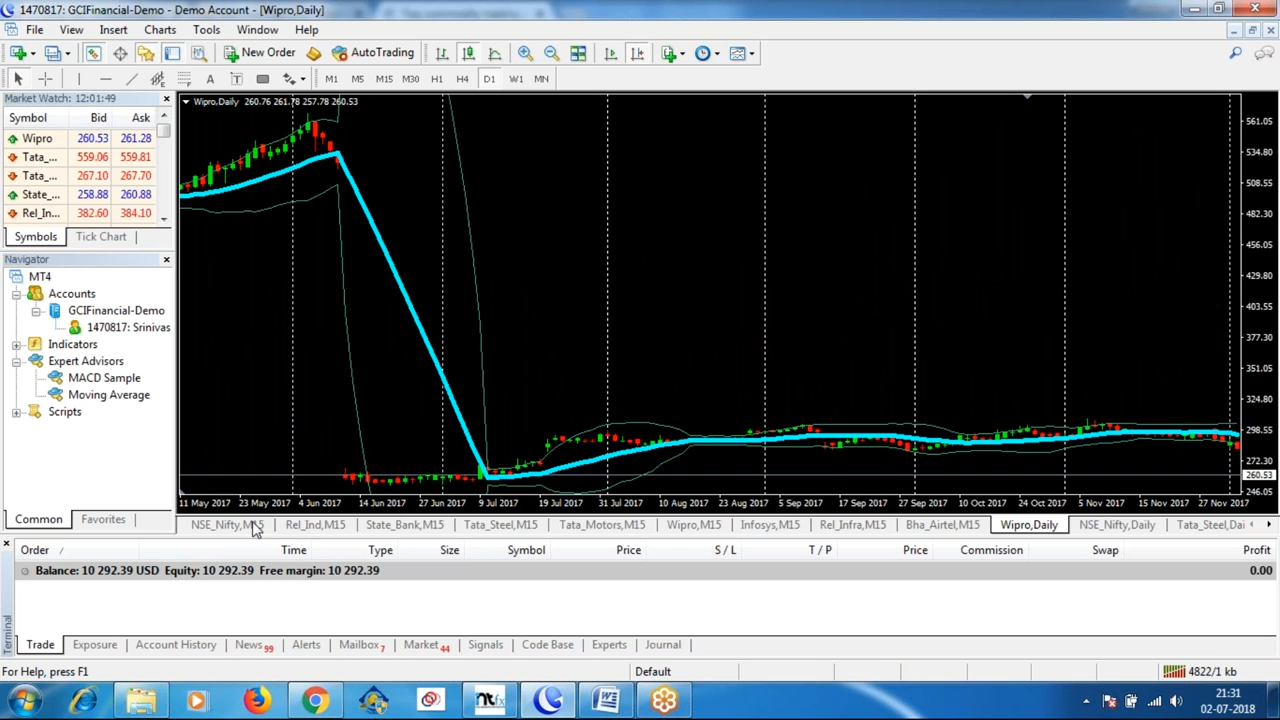 1470817: GCIFinancial-Demo - Demo Account - [Wipro,Daily]
File View Insert Charts Tools Window Help
New Order AutoTrading
A T M1 M5 M15 M30 H1 H4 D1 W1 MN
Market Watch: 12:01:49
Symbol Bid Ask
Wipro 260.53 261.28
Tata_... 559.06 559.81
Tata_... 267.10 267.70
State_... 258.88 260.88
Rel_In... 382.60 384.10
Symbols Tick Chart
Navigator
MT4
Accounts
GCIFinancial-Demo
1470817: Srinivas
Indicators
Expert Advisors
MACD Sample
Moving Average
Scripts
Common Favorites
Wipro,Daily 260.76 261.78 257.78 260.53
561.05
534.80
508.55
482.30
456.05
429.80
403.55
377.30
351.05
324.80
298.55
272.30
260.53
246.05
11 May 2017 23 May 2017 4 Jun 2017 14 Jun 2017 27 Jun 2017 9 Jul 2017 19 Jul 2017 31 Jul 2017 10 Aug 2017 23 Aug 2017 5 Sep 2017 17 Sep 2017 27 Sep 2017 10 Oct 2017 24 Oct 2017 5 Nov 2017 15 Nov 2017 27 Nov 2017
NSE_Nifty,M15 Rel_Ind,M15 State_Bank,M15 Tata_Steel,M15 Tata_Motors,M15 Wipro,M15 Infosys,M15 Rel_Infra,M15 Bha_Airtel,M15 Wipro,Daily NSE_Nifty,Daily Tata_Steel,Dai
Order / Time Type Size Symbol Price S / L T / P Price Commission Swap Profit
Balance: 10 292.39 USD Equity: 10 292.39 Free margin: 10 292.39 0.00
Terminal
Trade Exposure Account History News 99 Alerts Mailbox 7 Market 44 Signals Code Base Experts Journal
For Help, press F1 Default 4822/1 kb
ntfx
21:31
02-07-2018